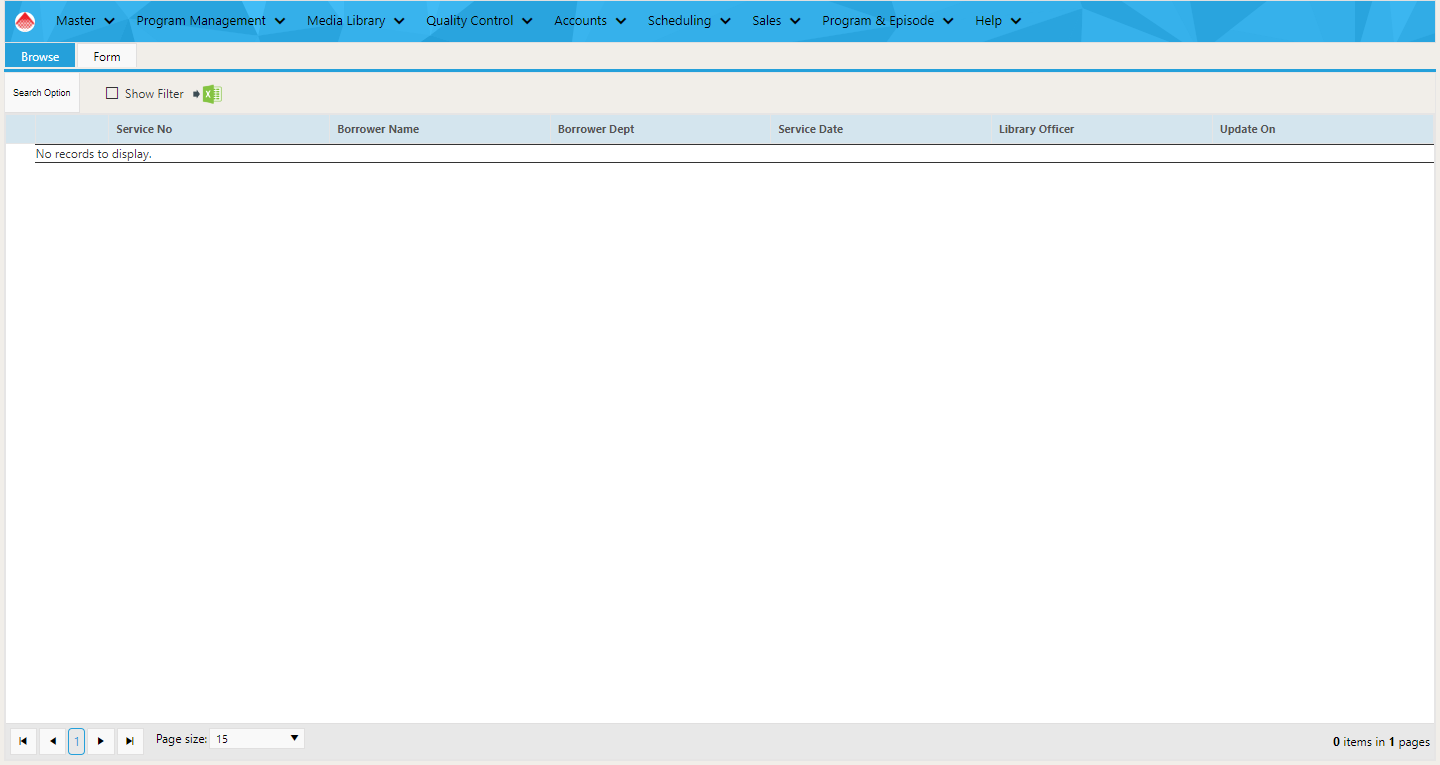 Master Program Management Media Library Quality Control Accounts Scheduling Sales Program & Episode Help
Browse Form
Search Option Show Filter
Service No Borrower Name Borrower Dept Service Date Library Officer Update On
No records to display.
1 Page size: 15 0 items in 1 pages